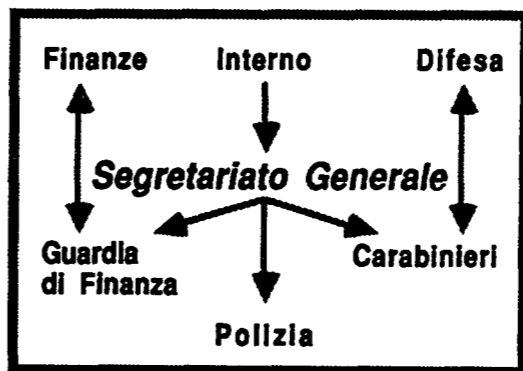 Finanze Interno Difesa
Segretariato Generale
Guardia di Finanza
Carabinieri
Polizia